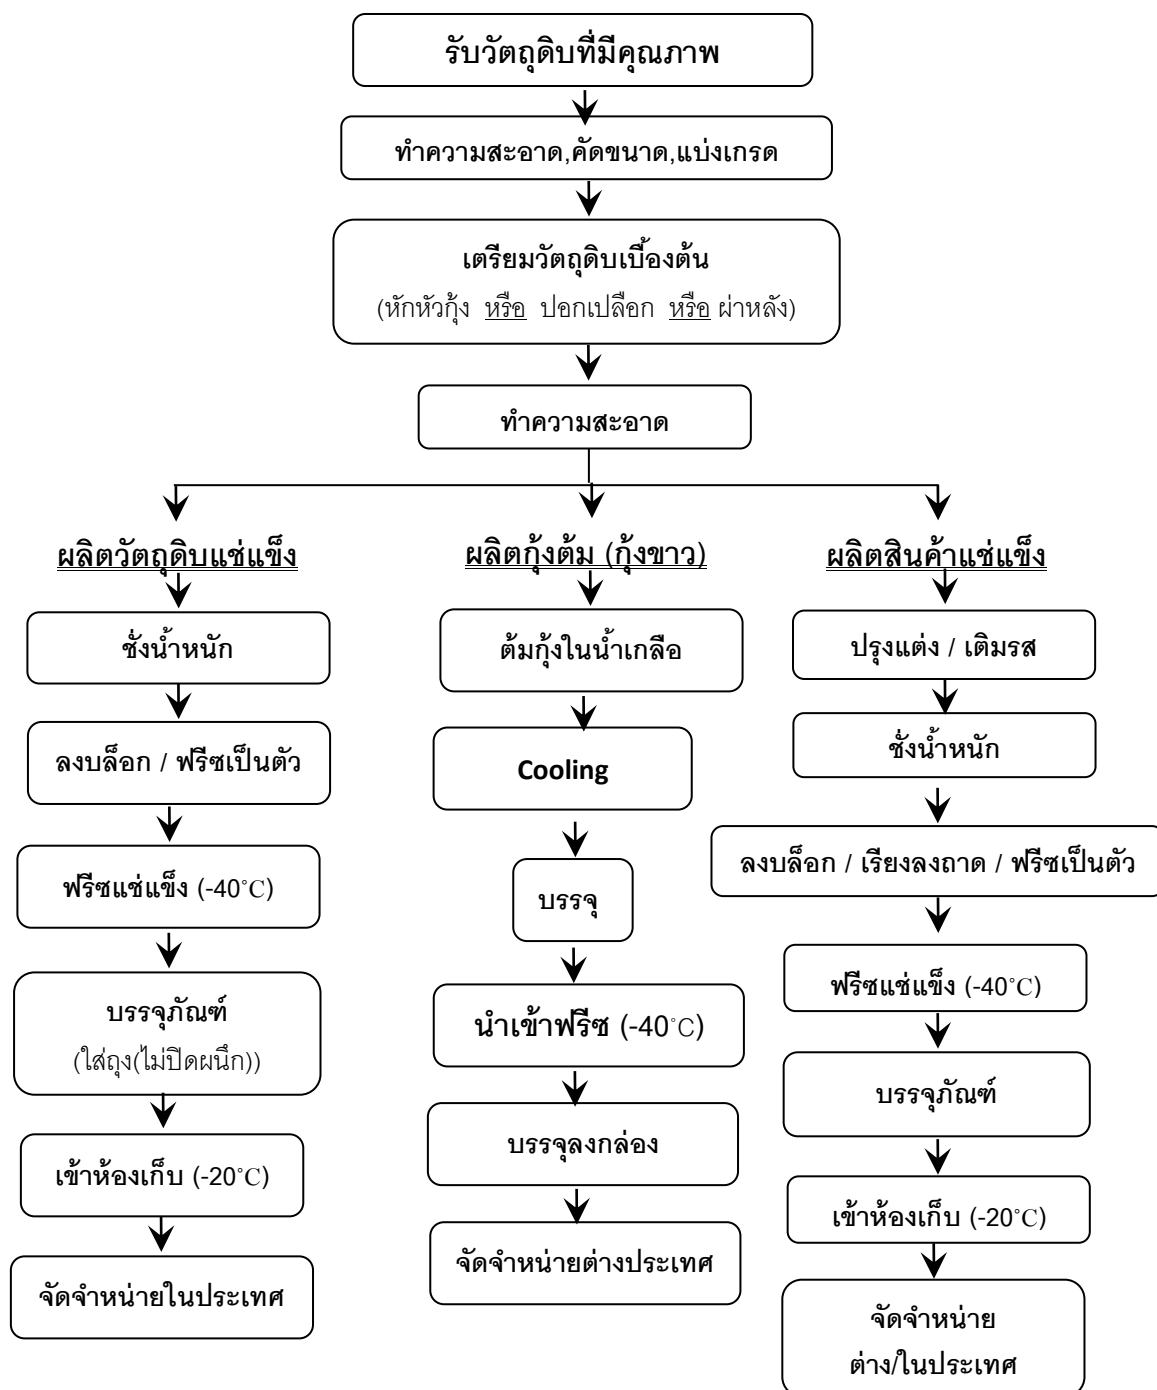 รับวัตถุดิบที่มีคุณภาพ
ทำความสะอาด,คัดขนาด,แบ่งเกรด
เตรียมวัตถุดิบเบื้องต้น
(หักหัวกุ้ง หรือ ปอกเปลือก หรือ ผ่าหลัง)
ทำความสะอาด
ผลิตวัตถุดิบแช่แข็ง
ชั่งน้ำหนัก
ลงบล็อก / ฟรีซเป็นตัว
ฟรีซแช่แข็ง (-40°C)
บรรจุภัณฑ์
(ใส่ถุง(ไม่ปิดผนึก))
เข้าห้องเก็บ (-20°C)
จัดจำหน่ายในประเทศ
ผลิตกุ้งต้ม (กุ้งขาว)
ต้มกุ้งในน้ำเกลือ
Cooling
บรรจุ
นำเข้าฟรีซ (-40°C)
บรรจุลงกล่อง
จัดจำหน่ายต่างประเทศ
ผลิตสินค้าแช่แข็ง
ปรุงแต่ง / เติมรส
ชั่งน้ำหนัก
ลงบล็อก / เรียงลงถาด / ฟรีซเป็นตัว
ฟรีซแช่แข็ง (-40°C)
บรรจุภัณฑ์
เข้าห้องเก็บ (-20°C)
จัดจำหน่าย
ต่าง/ในประเทศ